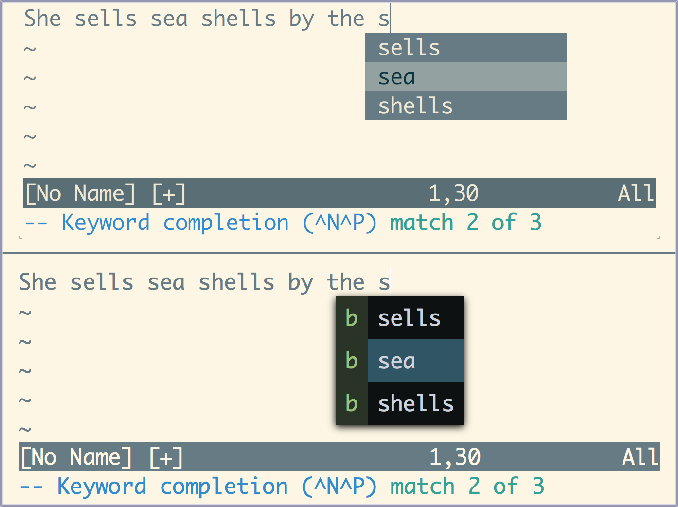 She sells sea shells by the s
~ sells
~ sea
~ shells
~
~
[No Name] [+] 1,30 All
-- Keyword completion (^N^P) match 2 of 3
She sells sea shells by the s
~ b sells
~
~ b sea
~ b shells
~
[No Name] [+] 1,30 All
-- Keyword completion (^N^P) match 2 of 3